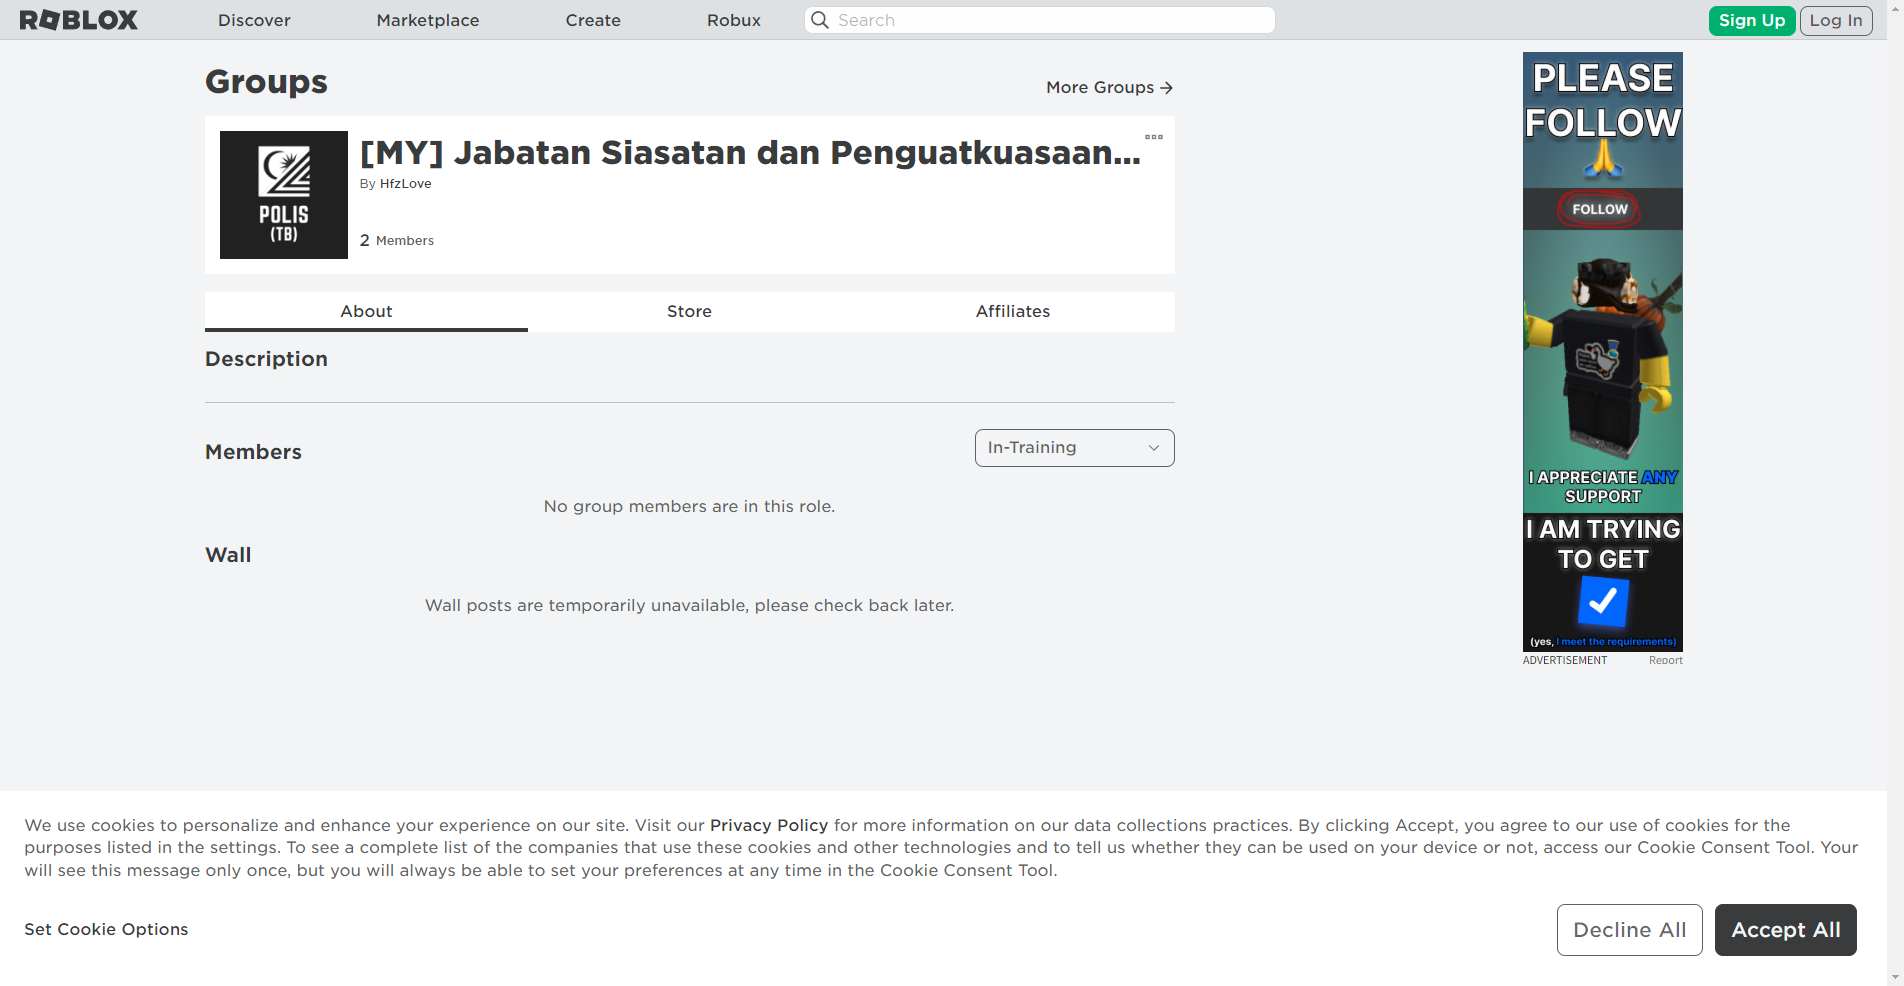 ROBLOX Discover Marketplace Create Robux Search Sign Up Log In
Groups
More Groups →
[MY] Jabatan Siasatan dan Penguatkuasaan...
By HfzLove
POLIS
(TB)
2 Members
About Store Affiliates
Description
Members
In-Training
No group members are in this role.
Wall
Wall posts are temporarily unavailable, please check back later.
PLEASE
FOLLOW
FOLLOW
I APPRECIATE ANY
SUPPORT
I AM TRYING
TO GET
(yes, I meet the requirements)
ADVERTISEMENT Report
We use cookies to personalize and enhance your experience on our site. Visit our Privacy Policy for more information on our data collections practices. By clicking Accept, you agree to our use of cookies for the
purposes listed in the settings. To see a complete list of the companies that use these cookies and other technologies and to tell us whether they can be used on your device or not, access our Cookie Consent Tool. Your
will see this message only once, but you will always be able to set your preferences at any time in the Cookie Consent Tool.
Set Cookie Options
Decline All
Accept All